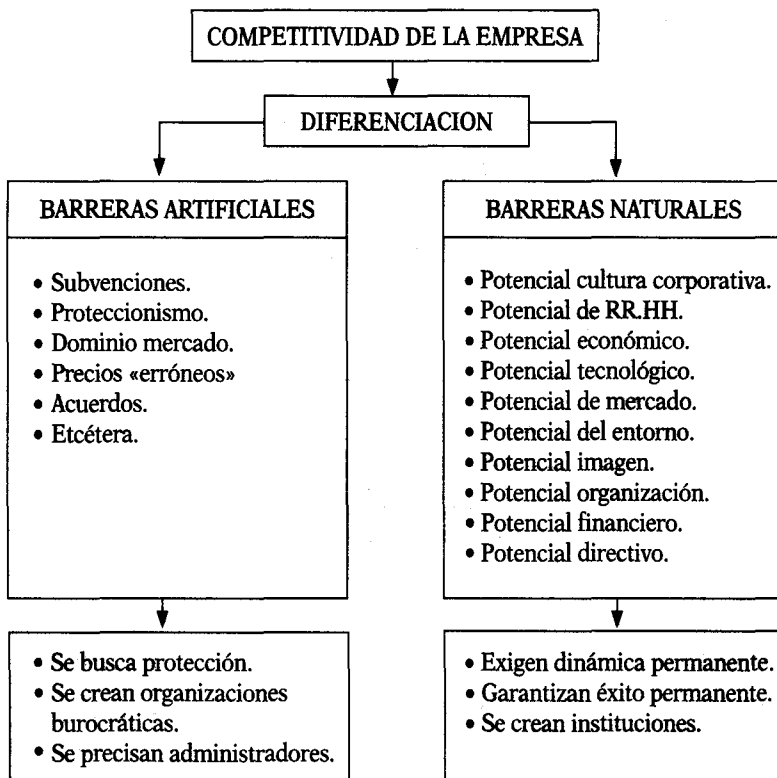 COMPETITIVIDAD DE LA EMPRESA
DIFERENCIACION
BARRERAS ARTIFICIALES
• Subvenciones.
• Proteccionismo.
• Dominio mercado.
• Precios «erróneos»
• Acuerdos.
• Etcétera.
BARRERAS NATURALES
• Potencial cultura corporativa.
• Potencial de RR.HH.
• Potencial económico.
• Potencial tecnológico.
• Potencial de mercado.
• Potencial del entorno.
• Potencial imagen.
• Potencial organización.
• Potencial financiero.
• Potencial directivo.
• Se busca protección.
• Se crean organizaciones
burocráticas.
• Se precisan administradores.
• Exigen dinámica permanente.
• Garantizan éxito permanente.
• Se crean instituciones.